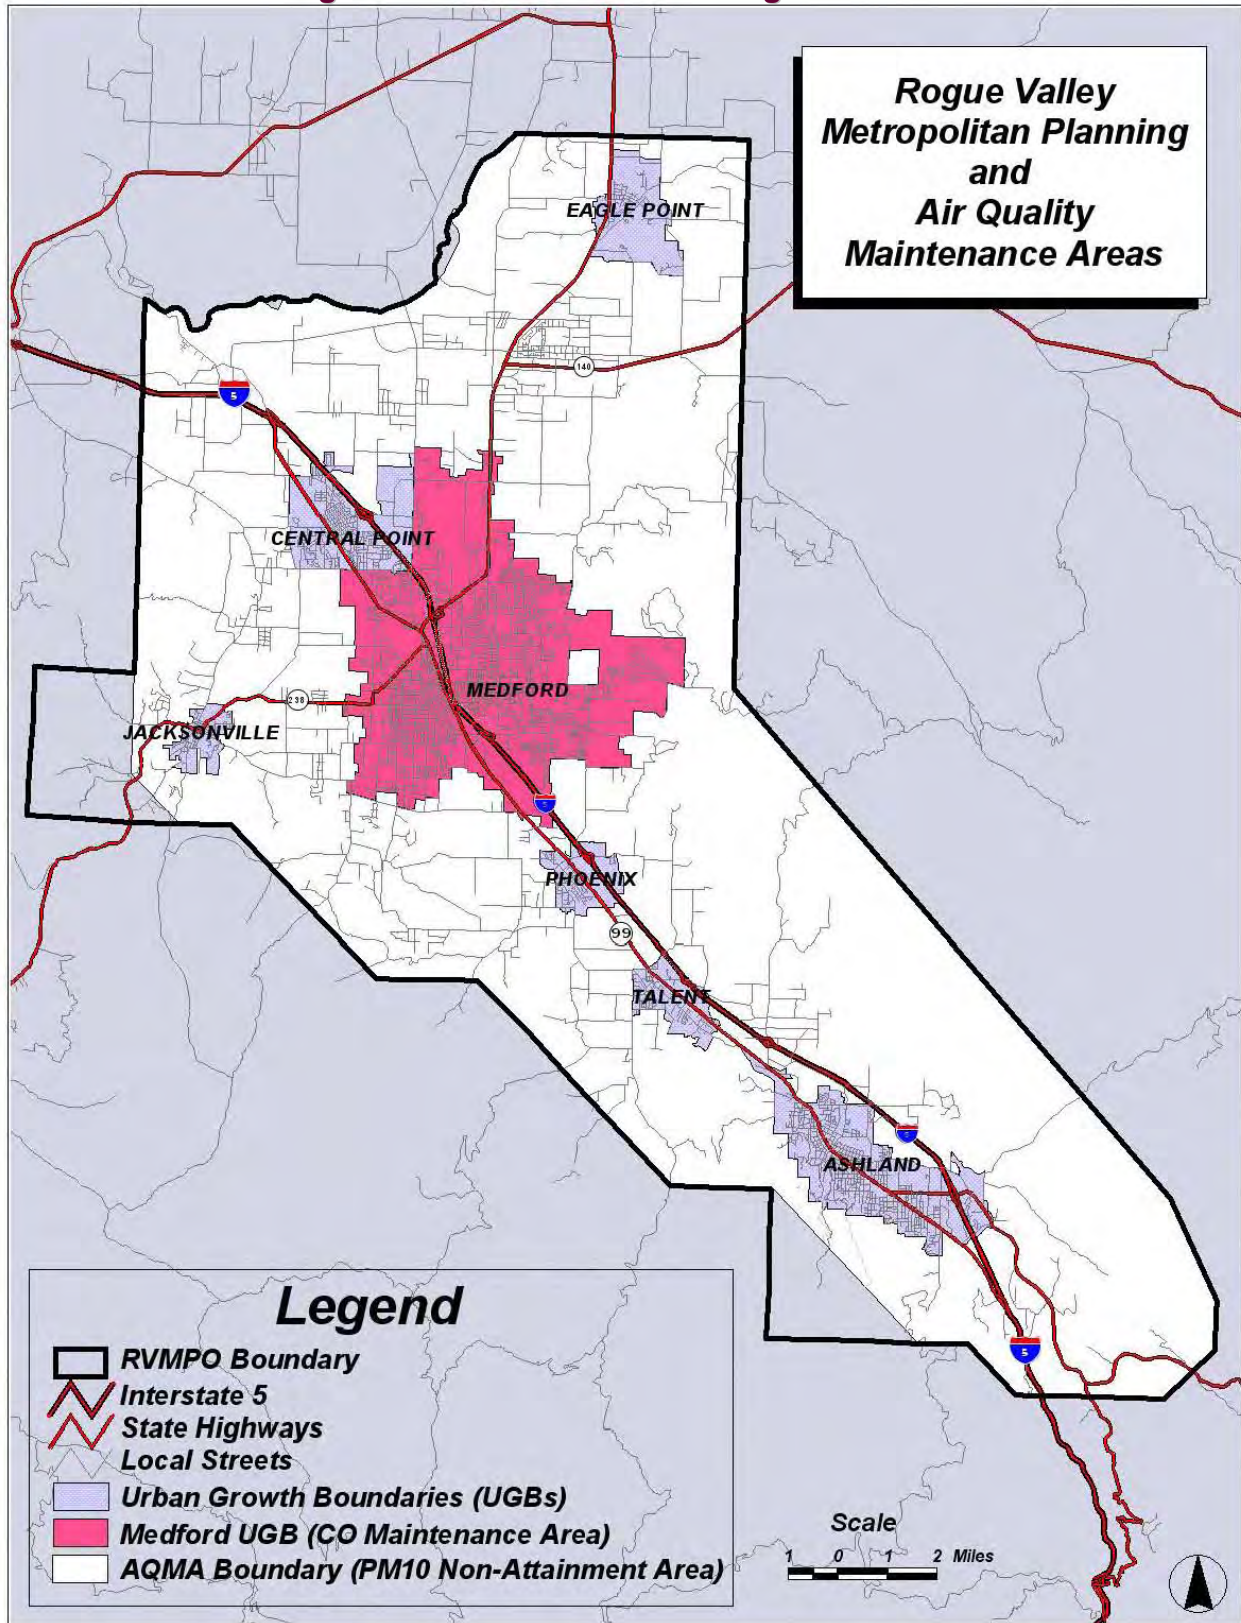 Rogue Valley
Metropolitan Planning
and
Air Quality
Maintenance Areas
EAGLE POINT
140
5
CENTRAL POINT
MEDFORD
238
JACKSONVILLE
5
PHOENIX
99
TALENT
5
ASHLAND
5
Legend
RVMPO Boundary
Interstate 5
State Highways
Local Streets
Urban Growth Boundaries (UGBs)
Medford UGB (CO Maintenance Area)
AQMA Boundary (PM10 Non-Attainment Area)
Scale
1 0 1 2 Miles